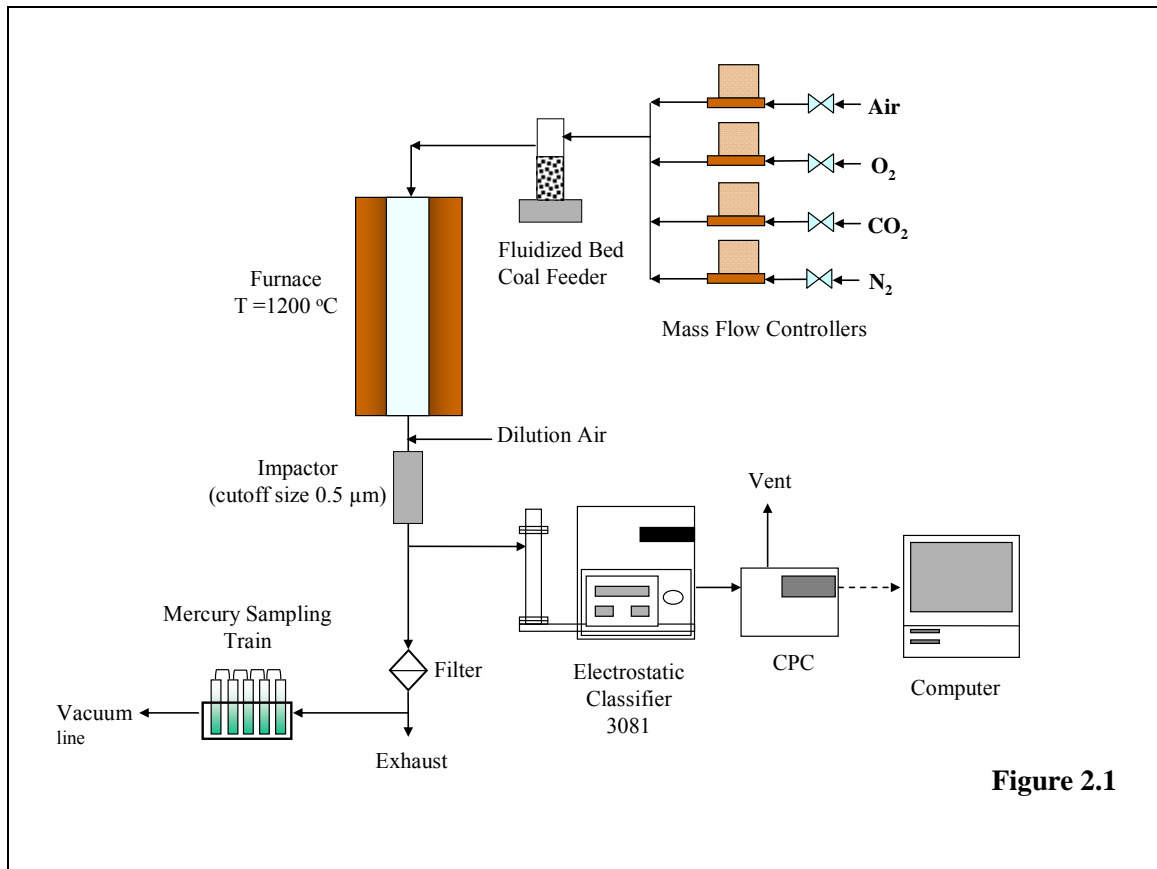 Air
O₂
CO₂
N₂
Mass Flow Controllers
Fluidized Bed
Coal Feeder
Furnace
T =1200 °C
Dilution Air
Impactor
(cutoff size 0.5 µm)
Vent
Mercury Sampling
Train
Filter
Electrostatic
Classifier
3081
CPC
Computer
Vacuum
line
Exhaust
Figure 2.1